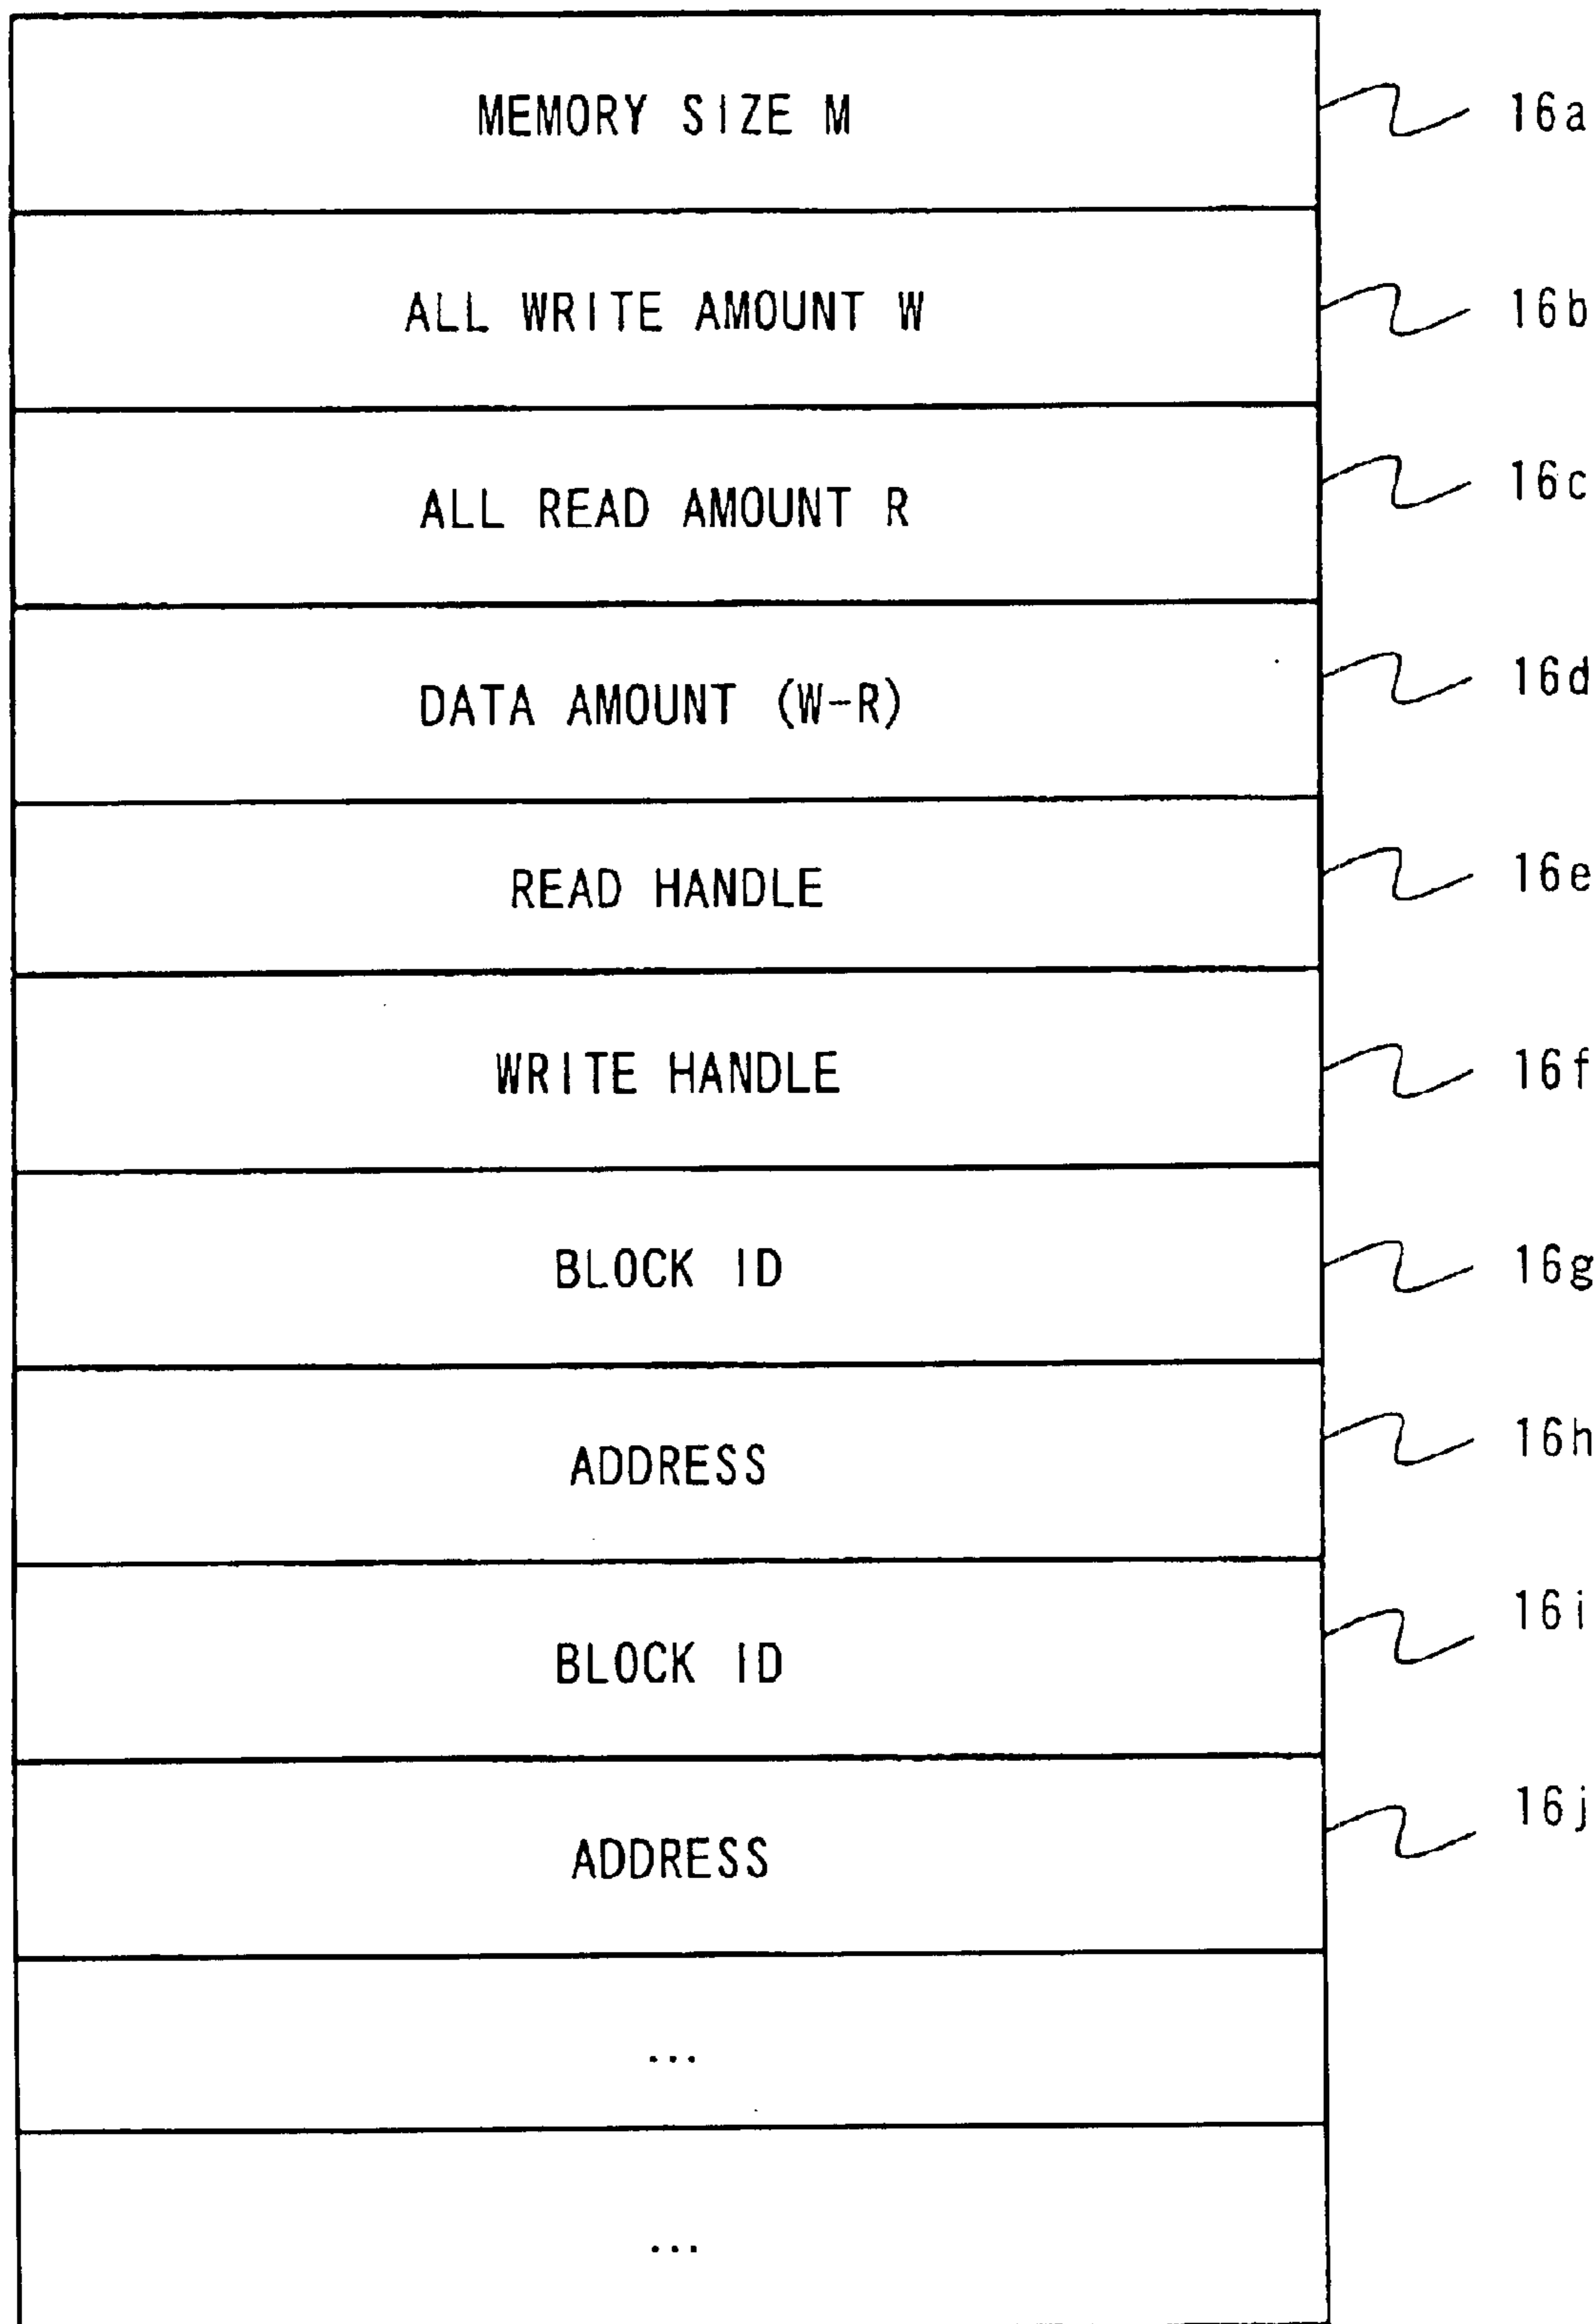 MEMORY SIZE M 16a
ALL WRITE AMOUNT W 16b
ALL READ AMOUNT R 16c
DATA AMOUNT (W-R) 16d
READ HANDLE 16e
WRITE HANDLE 16f
BLOCK ID 16g
ADDRESS 16h
BLOCK ID 16i
ADDRESS 16j
...
...